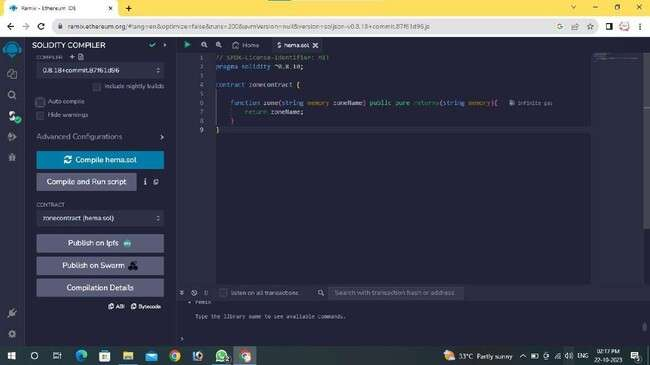 Remix - Ethereum IDE
remix.ethereum.org/#lang=en&optimize=false&runs=200&evmVersion=null&version=soljson-v0.8.18+commit.87f61d96.js
SOLIDITY COMPILER
COMPILER
0.8.18+commit.87f61d96
Include nightly builds
Auto compile
Hide warnings
Advanced Configurations
Compile hema.sol
Compile and Run script
CONTRACT
zonecontract (hema.sol)
Publish on Ipfs
Publish on Swarm
Compilation Details
ABI
Bytecode
Home
hema.sol
1 // SPDX-License-Identifier: MIT
2 pragma solidity ^0.8.18;
3
4 contract zonecontract {
5
6 function zone(string memory zoneName) public pure returns(string memory){ infinite gas
7 return zoneName;
8 }
9 }
0
listen on all transactions
Search with transaction hash or address
remix
Type the library name to see available commands.
>
33°C Partly sunny
ENG
02:17 PM
22-10-2023